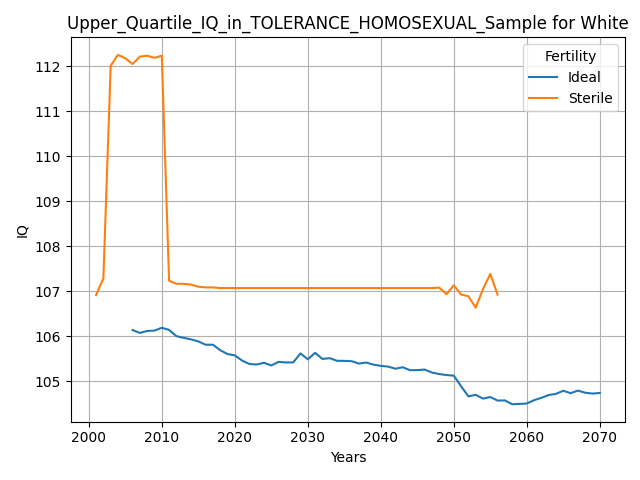 Upper_Quartile_IQ_in_TOLERANCE_HOMOSEXUAL_Sample for White
Fertility
Ideal
Sterile
IQ
112
111
110
109
108
107
106
105
2000 2010 2020 2030 2040 2050 2060 2070
Years